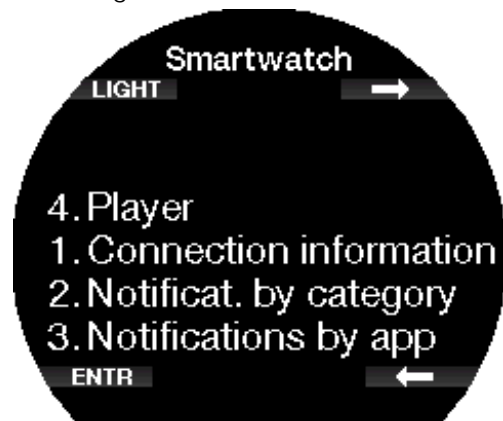 Smartwatch
LIGHT →
4. Player
1. Connection information
2. Notificat. by category
3. Notifications by app
ENTR ←